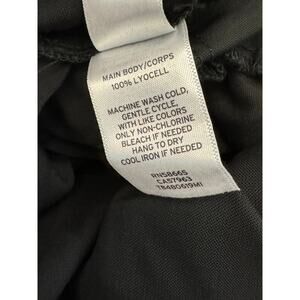 MAIN BODY/CORPS
100% LYOCELL
MACHINE WASH COLD,
GENTLE CYCLE,
WITH LIKE COLORS
ONLY NON-CHLORINE
BLEACH IF NEEDED
HANG TO DRY
COOL IRON IF NEEDED
RN58665
CA57963
TB480619MI